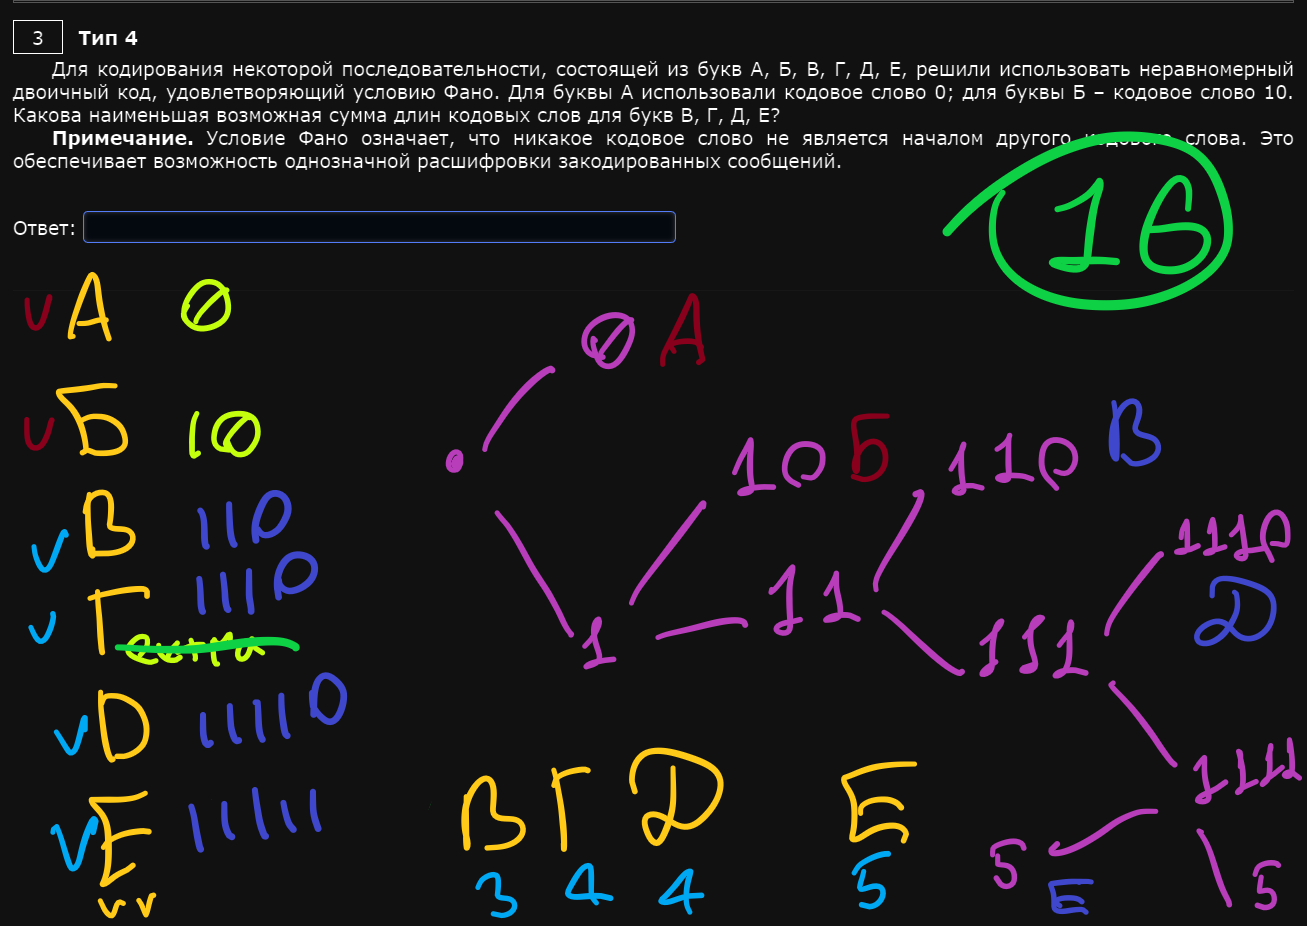 3 Тип 4
Для кодирования некоторой последовательности, состоящей из букв А, Б, В, Г, Д, Е, решили использовать неравномерный
двоичный код, удовлетворяющий условию Фано. Для буквы А использовали кодовое слово 0; для буквы Б – кодовое слово 10.
Какова наименьшая возможная сумма длин кодовых слов для букв В, Г, Д, Е?
Примечание. Условие Фано означает, что никакое кодовое слово не является началом другого кодового слова. Это
обеспечивает возможность однозначной расшифровки закодированных сообщений.
16
Ответ:
А 0
0 А
Б 10
10 Б
110 В
В 110
1110
Г 1110
Д
11
1
111
D 11110
1111
Е 11111
В Г Д Е
3 4 4 5
5 Е
5